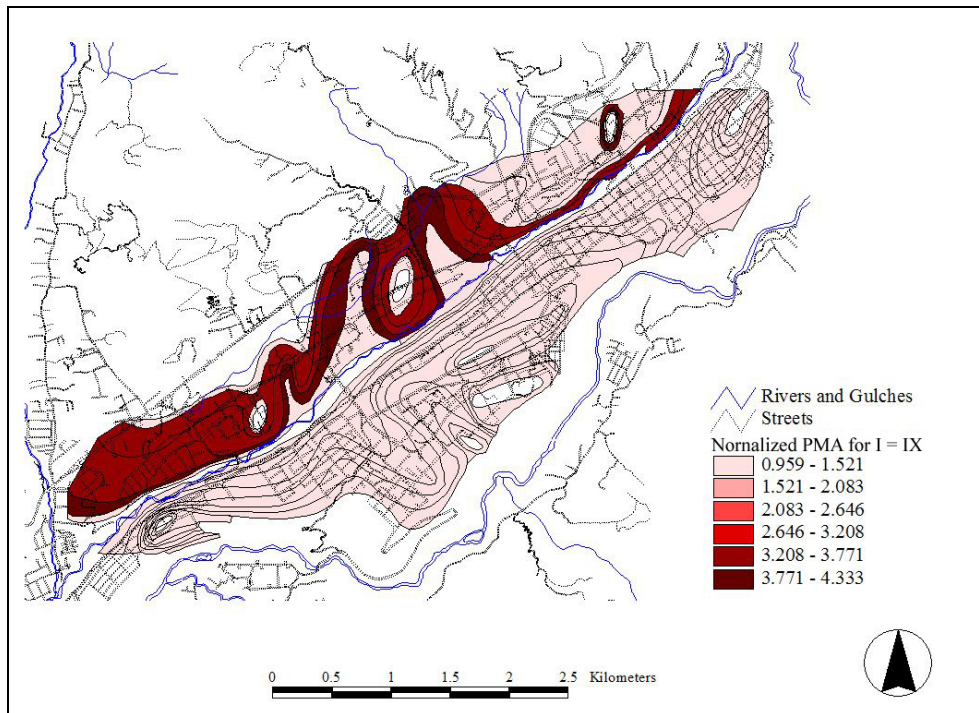 Rivers and Gulches
Streets
Nornalized PMA for I = IX
0.959 - 1.521
1.521 - 2.083
2.083 - 2.646
2.646 - 3.208
3.208 - 3.771
3.771 - 4.333
0 0.5 1 1.5 2 2.5 Kilometers